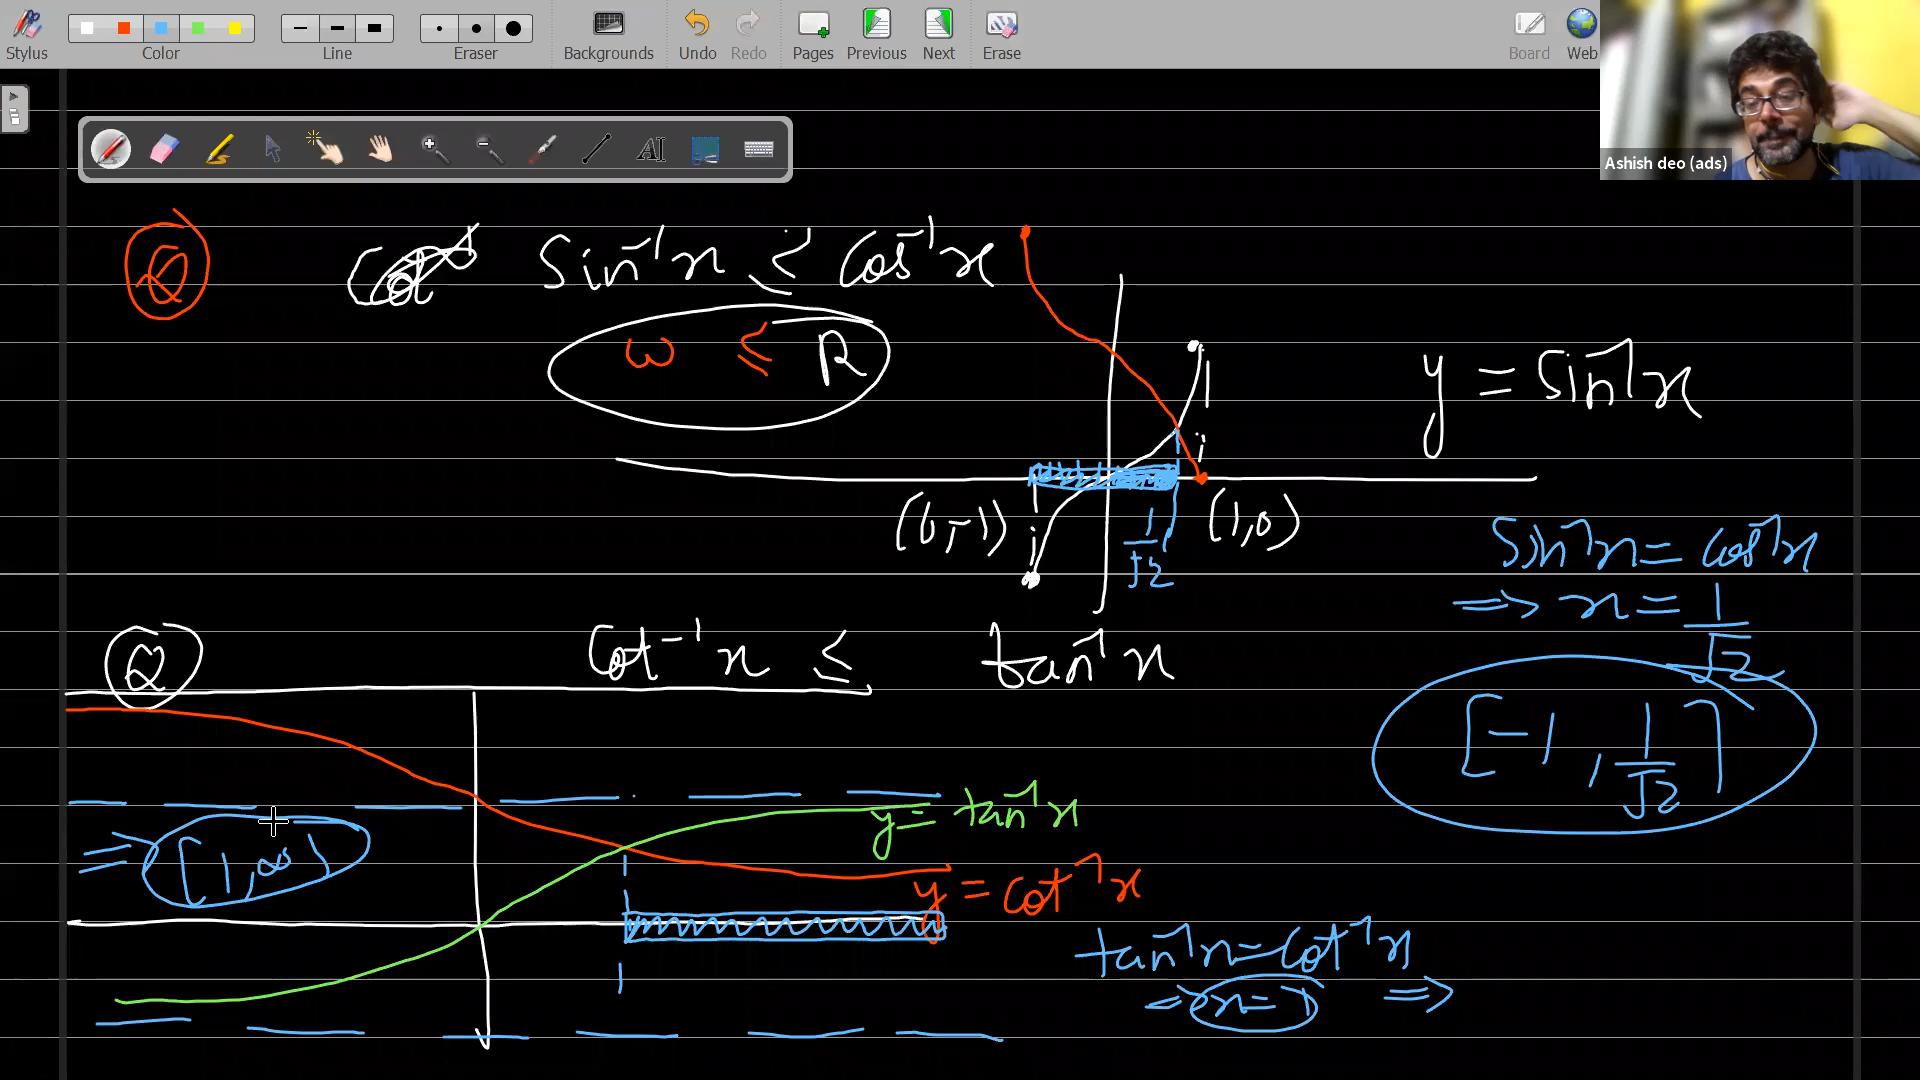 Stylus Color Line Eraser Backgrounds Undo Redo Pages Previous Next Erase Board Web
Ashish deo (ads)
Q Sin⁻¹x ≤ Cos⁻¹x
ω ≤ R
y = Sin⁻¹x
(0,-1) 1/√2 (1,0)
Sin⁻¹x = Cos⁻¹x
⇒ x = 1/√2
Q Cot⁻¹x ≤ tan⁻¹x
[-1, 1/√2]
y = tan⁻¹x
= [1,∞)
y = cot⁻¹x
tan⁻¹x = cot⁻¹x
x = 1 ⇒